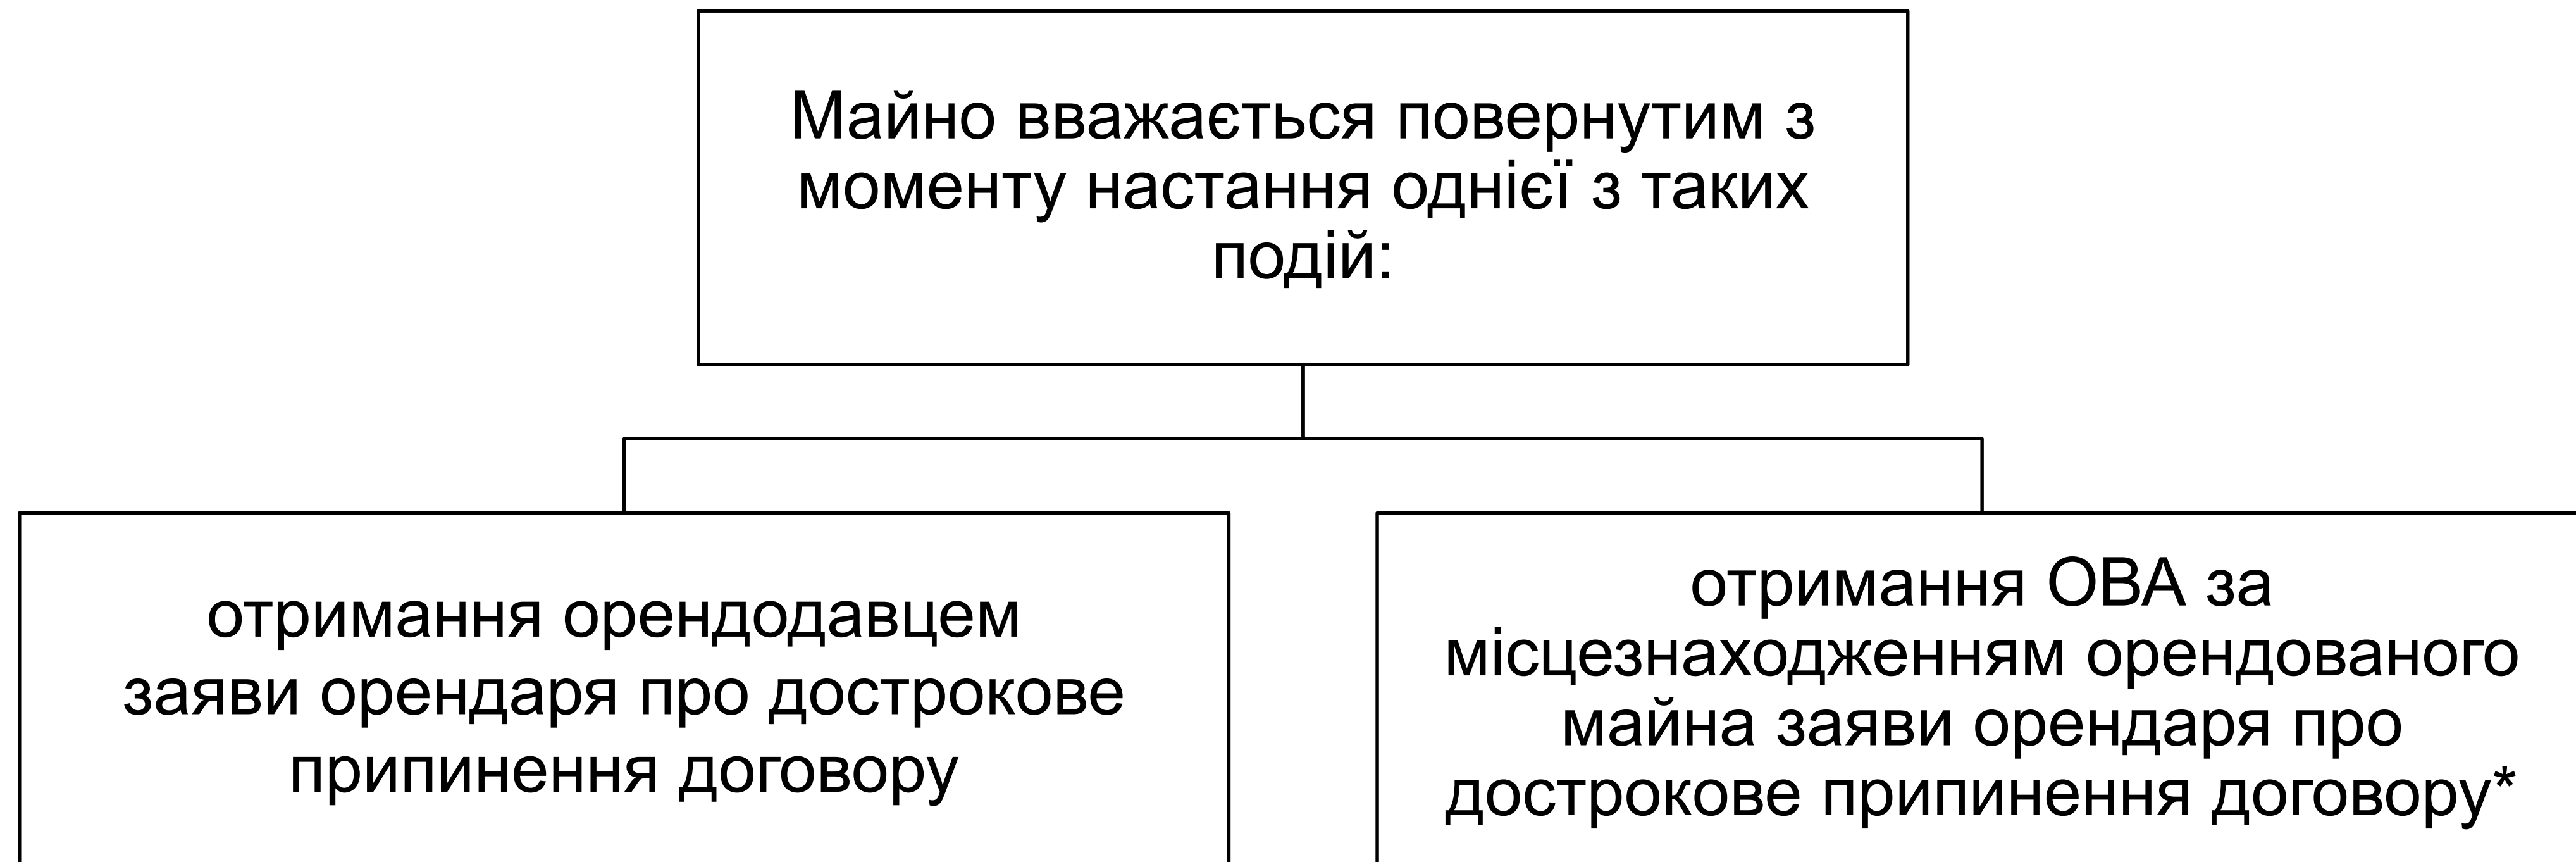 Майно вважається повернутим з
моменту настання однієї з таких
подій:
отримання орендодавцем
заяви орендаря про дострокове
припинення договору
отримання ОВА за
місцезнаходженням орендованого
майна заяви орендаря про
дострокове припинення договору*